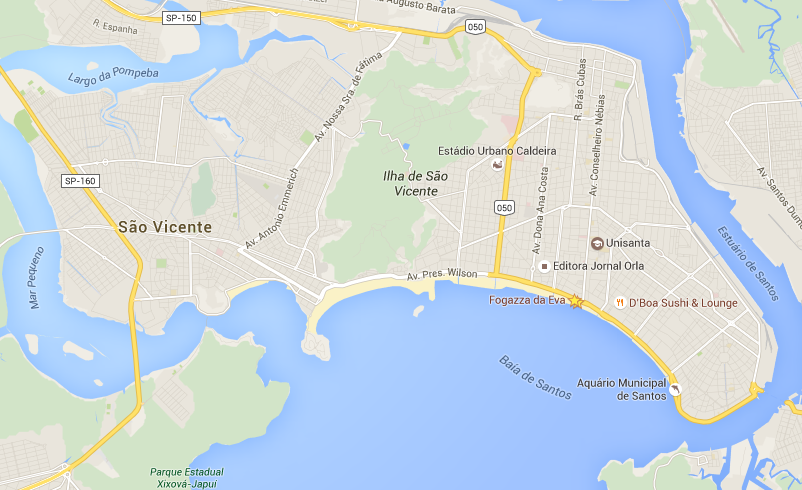 Augusto Barata
SP-150
R. Espanha
050
Largo da Pompeba
Av. Nossa Sra. de Fátima
R. Brás Cubas
Av. Conselheiro Nébias
Estádio Urbano Caldeira
Ilha de São
Vicente
SP-160
Av. Santos Dumo
Av. Antonio Emmerich
050
Av. Dona Ana Costa
São Vicente
Unisanta
Estuário de Santos
Mar Pequeno
Editora Jornal Orla
Av. Pres. Wilson
Fogazza da Eva
D'Boa Sushi & Lounge
Baía de Santos
Aquário Municipal
de Santos
Parque Estadual
Xixová-Japuí